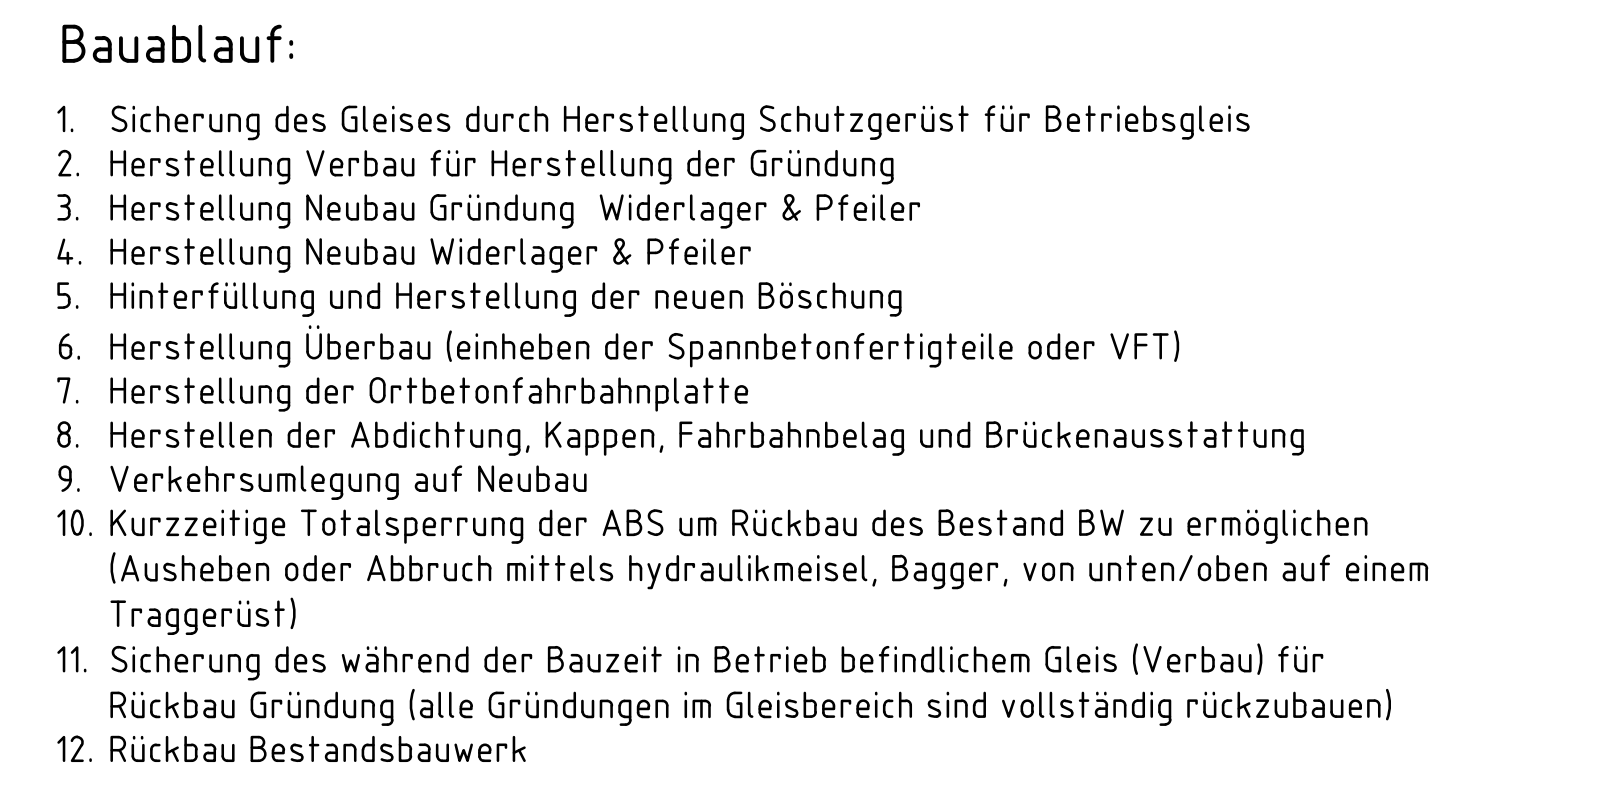 Bauablauf:
1. Sicherung des Gleises durch Herstellung Schutzgerüst für Betriebsgleis
2. Herstellung Verbau für Herstellung der Gründung
3. Herstellung Neubau Gründung  Widerlager & Pfeiler
4. Herstellung Neubau Widerlager & Pfeiler
5. Hinterfüllung und Herstellung der neuen Böschung
6. Herstellung Überbau (einheben der Spannbetonfertigteile oder VFT)
7. Herstellung der Ortbetonfahrbahnplatte
8. Herstellen der Abdichtung, Kappen, Fahrbahnbelag und Brückenausstattung
9. Verkehrsumlegung auf Neubau
10. Kurzzeitige Totalsperrung der ABS um Rückbau des Bestand BW zu ermöglichen
(Ausheben oder Abbruch mittels hydraulikmeisel, Bagger, von unten/oben auf einem
Traggerüst)
11. Sicherung des während der Bauzeit in Betrieb befindlichem Gleis (Verbau) für
Rückbau Gründung (alle Gründungen im Gleisbereich sind vollständig rückzubauen)
12. Rückbau Bestandsbauwerk